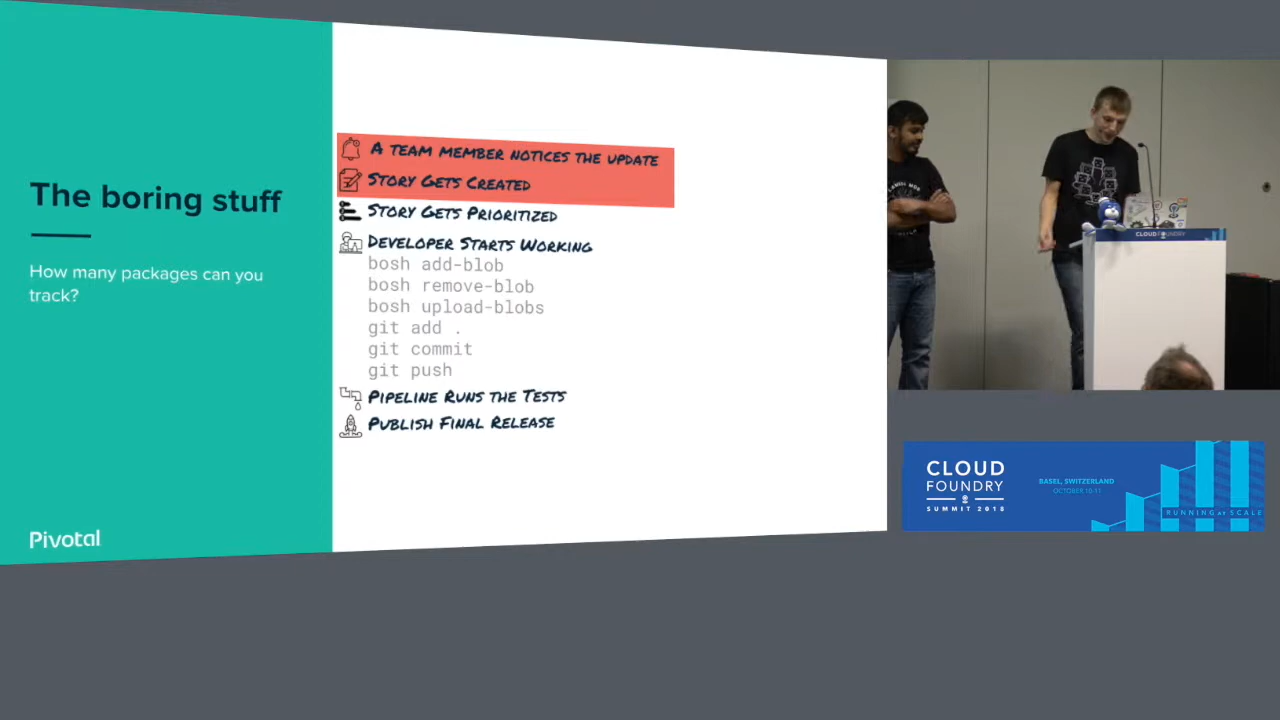 The boring stuff
How many packages can you
track?
Pivotal
A TEAM MEMBER NOTICES THE UPDATE
STORY GETS CREATED
STORY GETS PRIORITIZED
DEVELOPER STARTS WORKING
bosh add-blob
bosh remove-blob
bosh upload-blobs
git add .
git commit
git push
PIPELINE RUNS THE TESTS
PUBLISH FINAL RELEASE
CLOUD FOUNDRY
CLOUD
FOUNDRY
SUMMIT 2018
BASEL, SWITZERLAND
OCTOBER 10-11
RUNNING AT SCALE